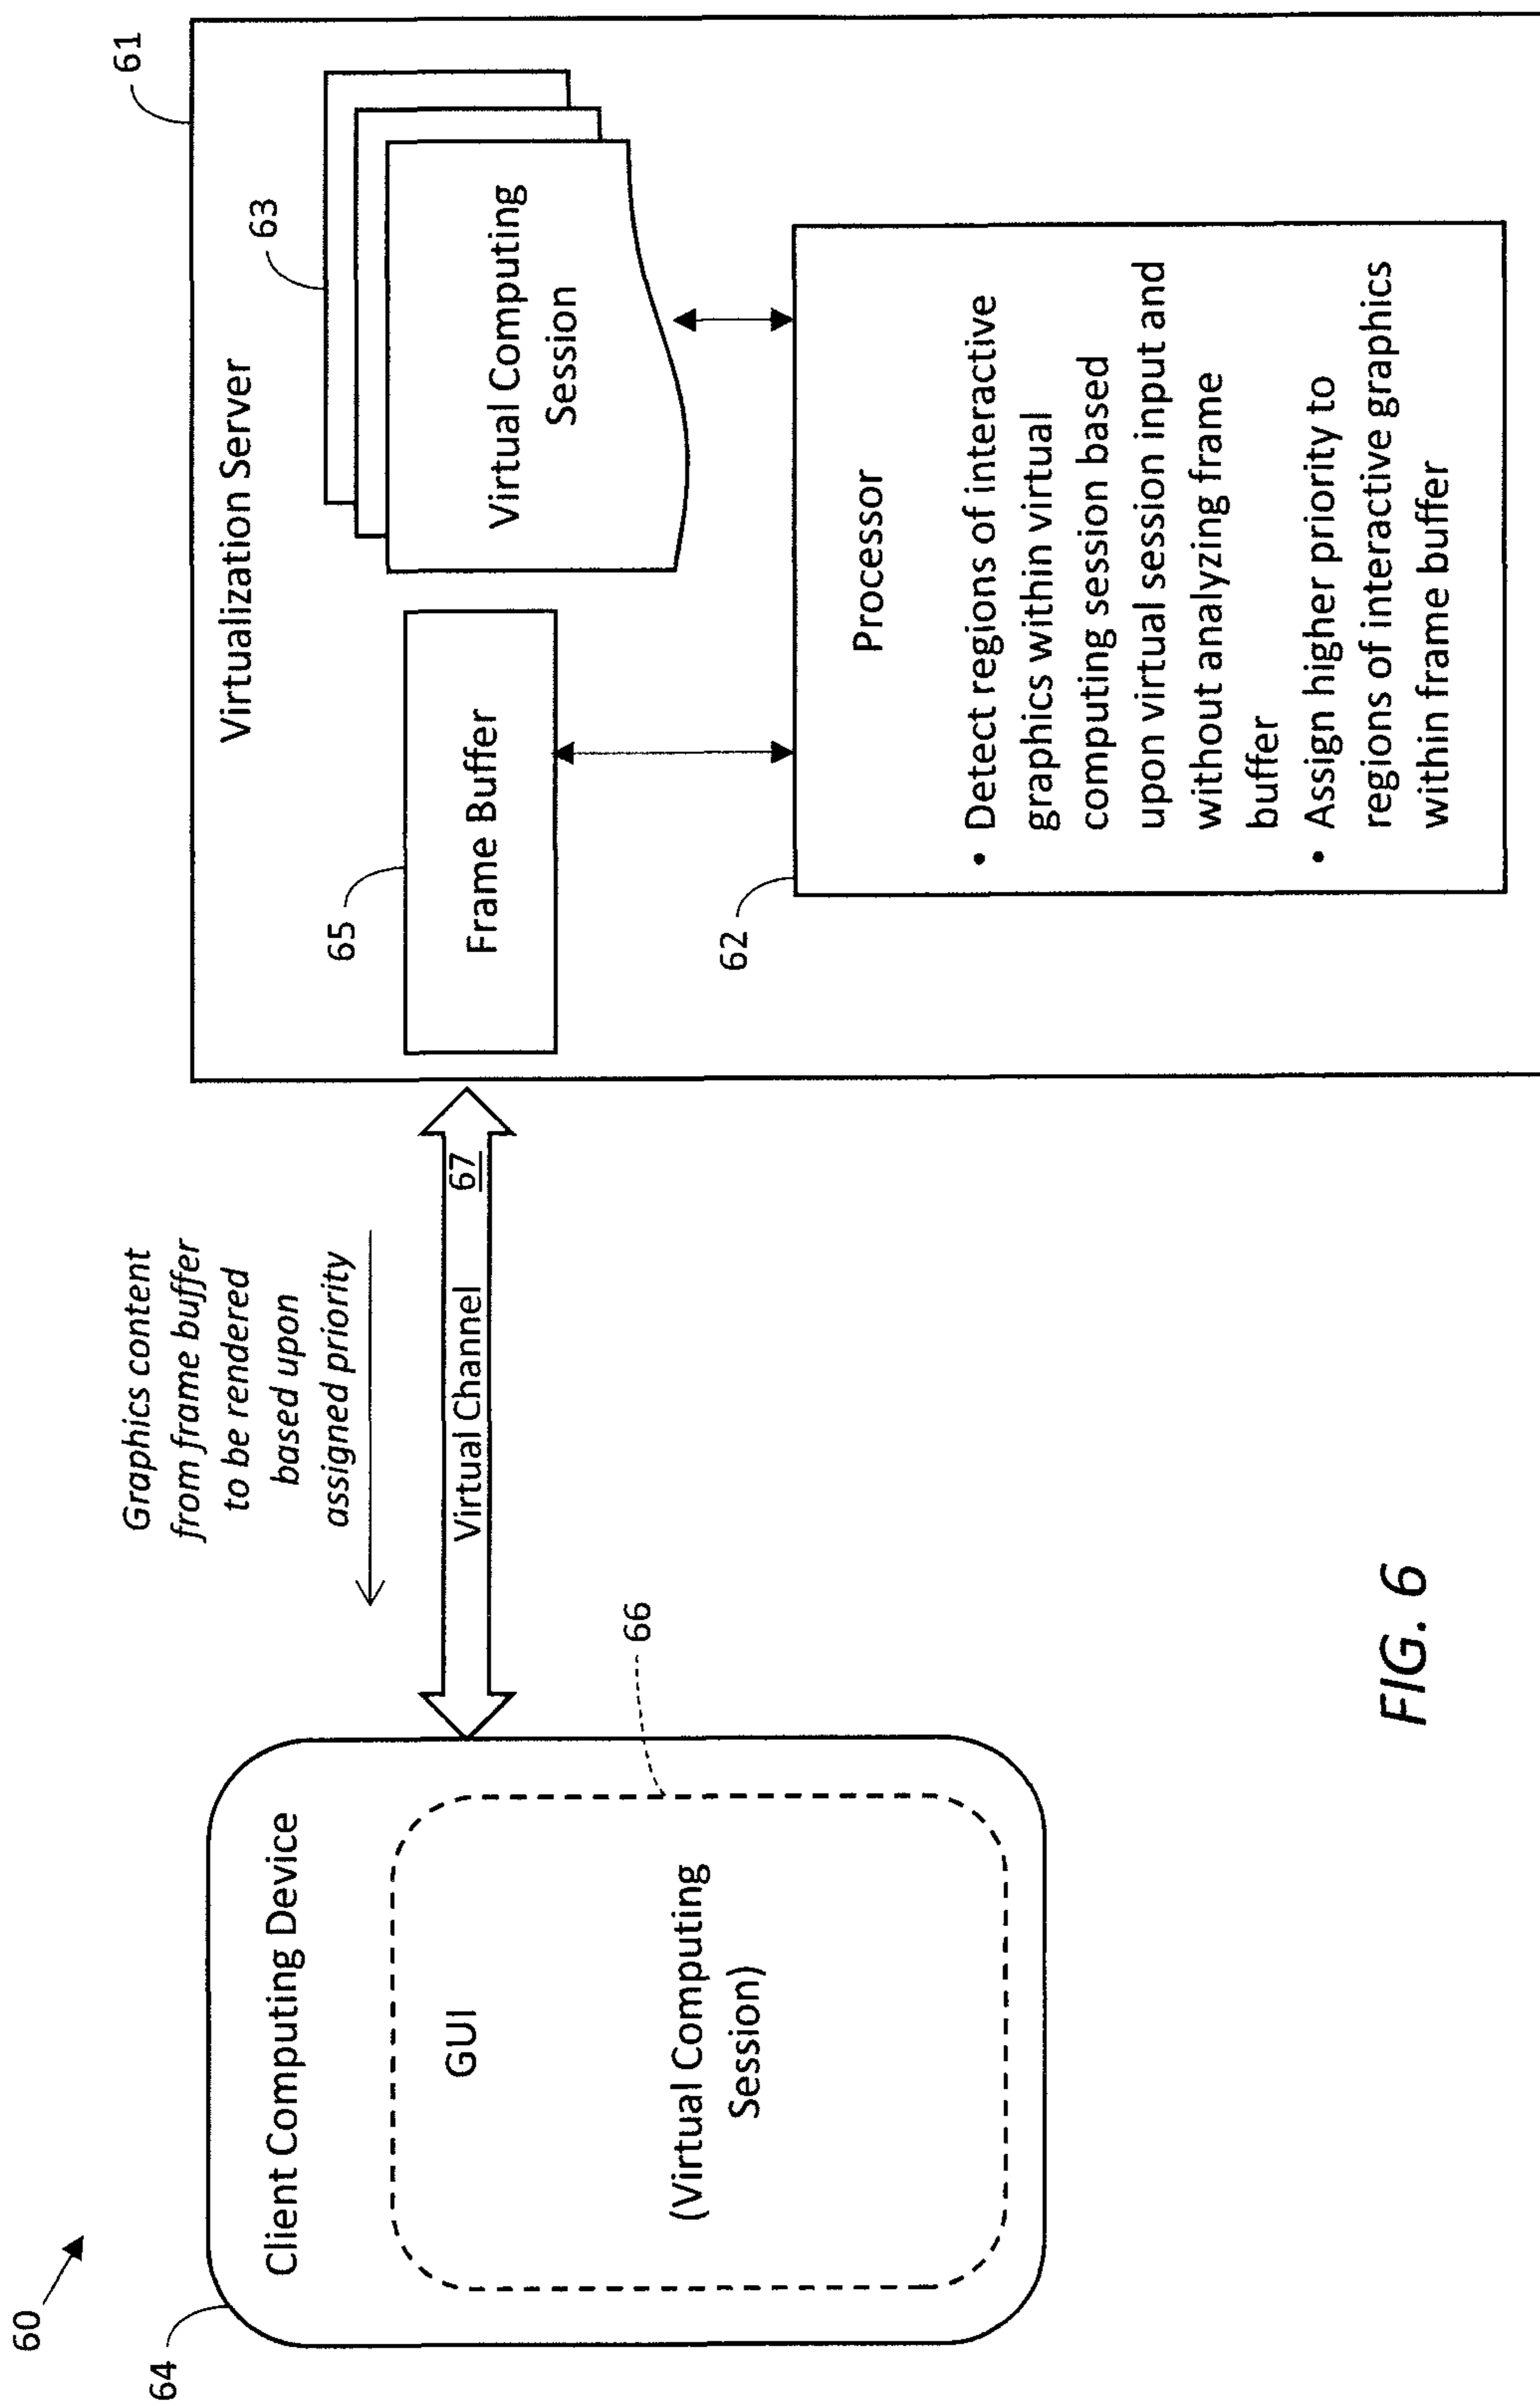 60
64
Client Computing Device
GUI
(Virtual Computing
Session)
66
Graphics content
from frame buffer
to be rendered
based upon
assigned priority
Virtual Channel 67
61
Virtualization Server
65
Frame Buffer
63
Virtual Computing
Session
62
Processor
• Detect regions of interactive
graphics within virtual
computing session based
upon virtual session input and
without analyzing frame
buffer
• Assign higher priority to
regions of interactive graphics
within frame buffer
FIG. 6